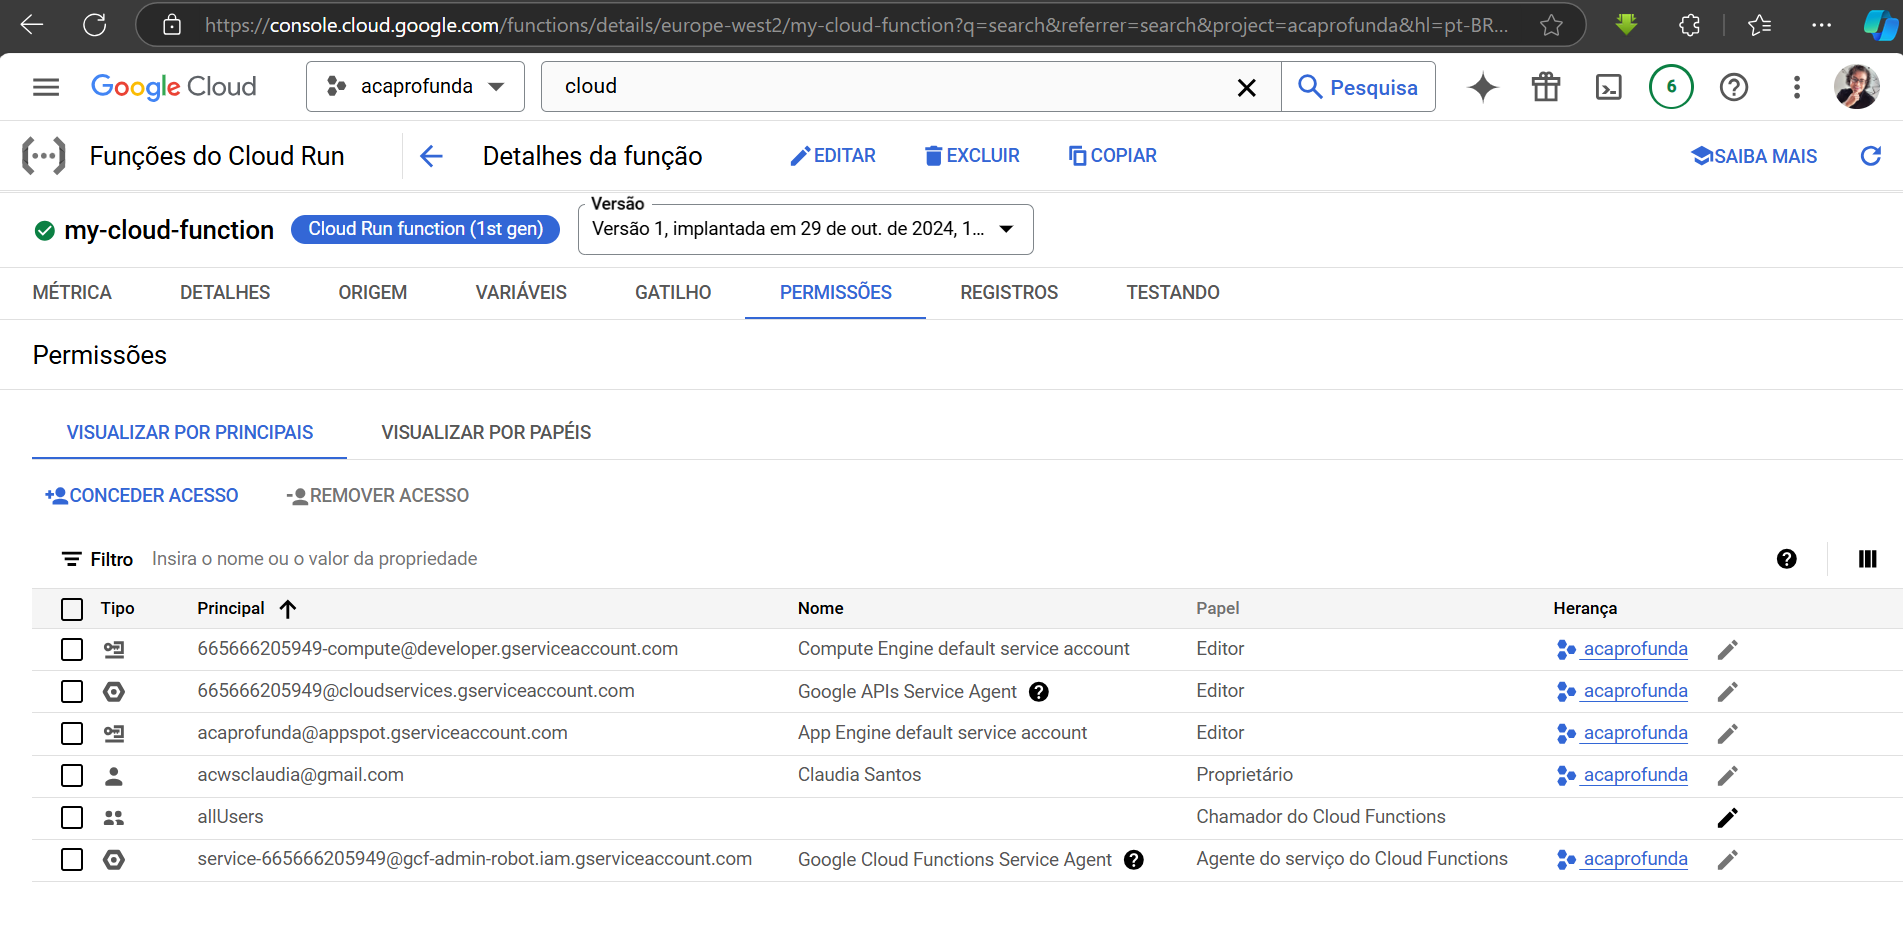 https://console.cloud.google.com/functions/details/europe-west2/my-cloud-function?q=search&referrer=search&project=acaprofunda&hl=pt-BR...
Google Cloud
acaprofunda
cloud
Pesquisa
6
Funções do Cloud Run
Detalhes da função
EDITAR
EXCLUIR
COPIAR
SAIBA MAIS
my-cloud-function
Cloud Run function (1st gen)
Versão
Versão 1, implantada em 29 de out. de 2024, 1...
MÉTRICA DETALHES ORIGEM VARIÁVEIS GATILHO PERMISSÕES REGISTROS TESTANDO
Permissões
VISUALIZAR POR PRINCIPAIS VISUALIZAR POR PAPÉIS
CONCEDER ACESSO REMOVER ACESSO
Filtro Insira o nome ou o valor da propriedade
Tipo Principal Nome Papel Herança
665666205949-compute@developer.gserviceaccount.com Compute Engine default service account Editor acaprofunda
665666205949@cloudservices.gserviceaccount.com Google APIs Service Agent Editor acaprofunda
acaprofunda@appspot.gserviceaccount.com App Engine default service account Editor acaprofunda
acwsclaudia@gmail.com Claudia Santos Proprietário acaprofunda
allUsers Chamador do Cloud Functions
service-665666205949@gcf-admin-robot.iam.gserviceaccount.com Google Cloud Functions Service Agent Agente do serviço do Cloud Functions acaprofunda